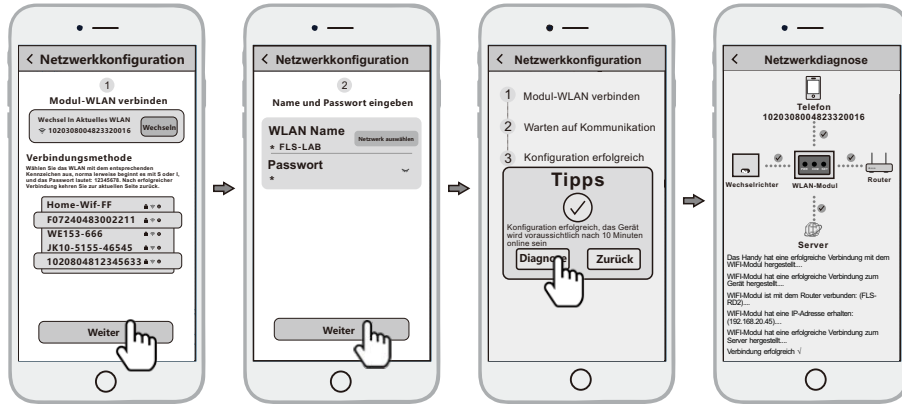 < Netzwerkkonfiguration
1
Modul-WLAN verbinden
Wechsel In Aktuelles WLAN
1020308004823320016
Wechseln
Verbindungsmethode
Wählen Sie das WLAN mit dem entsprechenden
Kennzeichen aus, norma lerweise beginnt es mit S oder I,
und das Passwort lautet: 12345678. Nach erfolgreicher
Verbindung kehren Sie zur aktuellen Seite zurück.
Home-Wif-FF
F07240483002211
WE153-666
JK10-5155-46545
1020804812345633
Weiter
< Netzwerkkonfiguration
2
Name und Passwort eingeben
WLAN Name
Netzwerk auswählen
* FLS-LAB
Passwort
*
Weiter
< Netzwerkkonfiguration
1 Modul-WLAN verbinden
2 Warten auf Kommunikation
3 Konfiguration erfolgreich
Tipps
Konfiguration erfolgreich, das Gerät
wird voraussichtlich nach 10 Minuten
online sein
Diagnose
Zurück
< Netzwerkdiagnose
Telefon
1020308004823320016
Wechselrichter
WLAN-Modul
Router
Server
Das Handy hat eine erfolgreiche Verbindung mit dem
WIFI-Modul hergestellt....
WIFI-Modul hat eine erfolgreiche Verbindung zum
Gerät hergestellt....
WIFI-Modul ist mit dem Router verbunden: (FLS-
RD2)....
WIFI-Modul hat eine IP-Adresse erhalten:
(192.168.20.45)....
WIFI-Modul hat eine erfolgreiche Verbindung zum
Server hergestellt....
Verbindung erfolgreich √